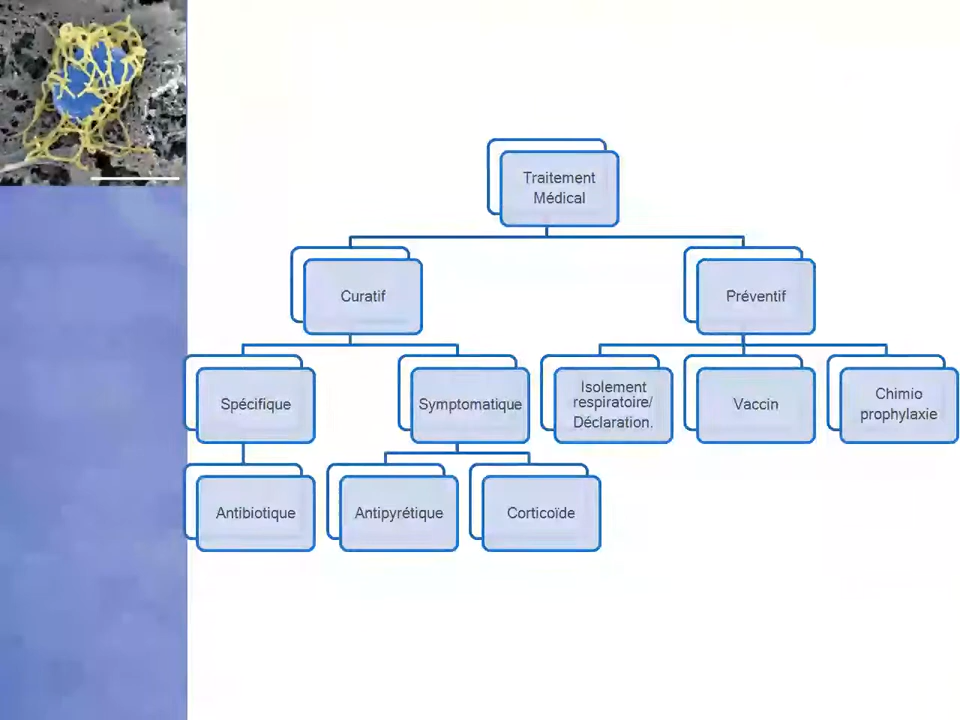 Traitement
Médical
Curatif
Préventif
Spécifique
Symptomatique
Isolement
respiratoire/
Déclaration.
Vaccin
Chimio
prophylaxie
Antibiotique
Antipyrétique
Corticoïde